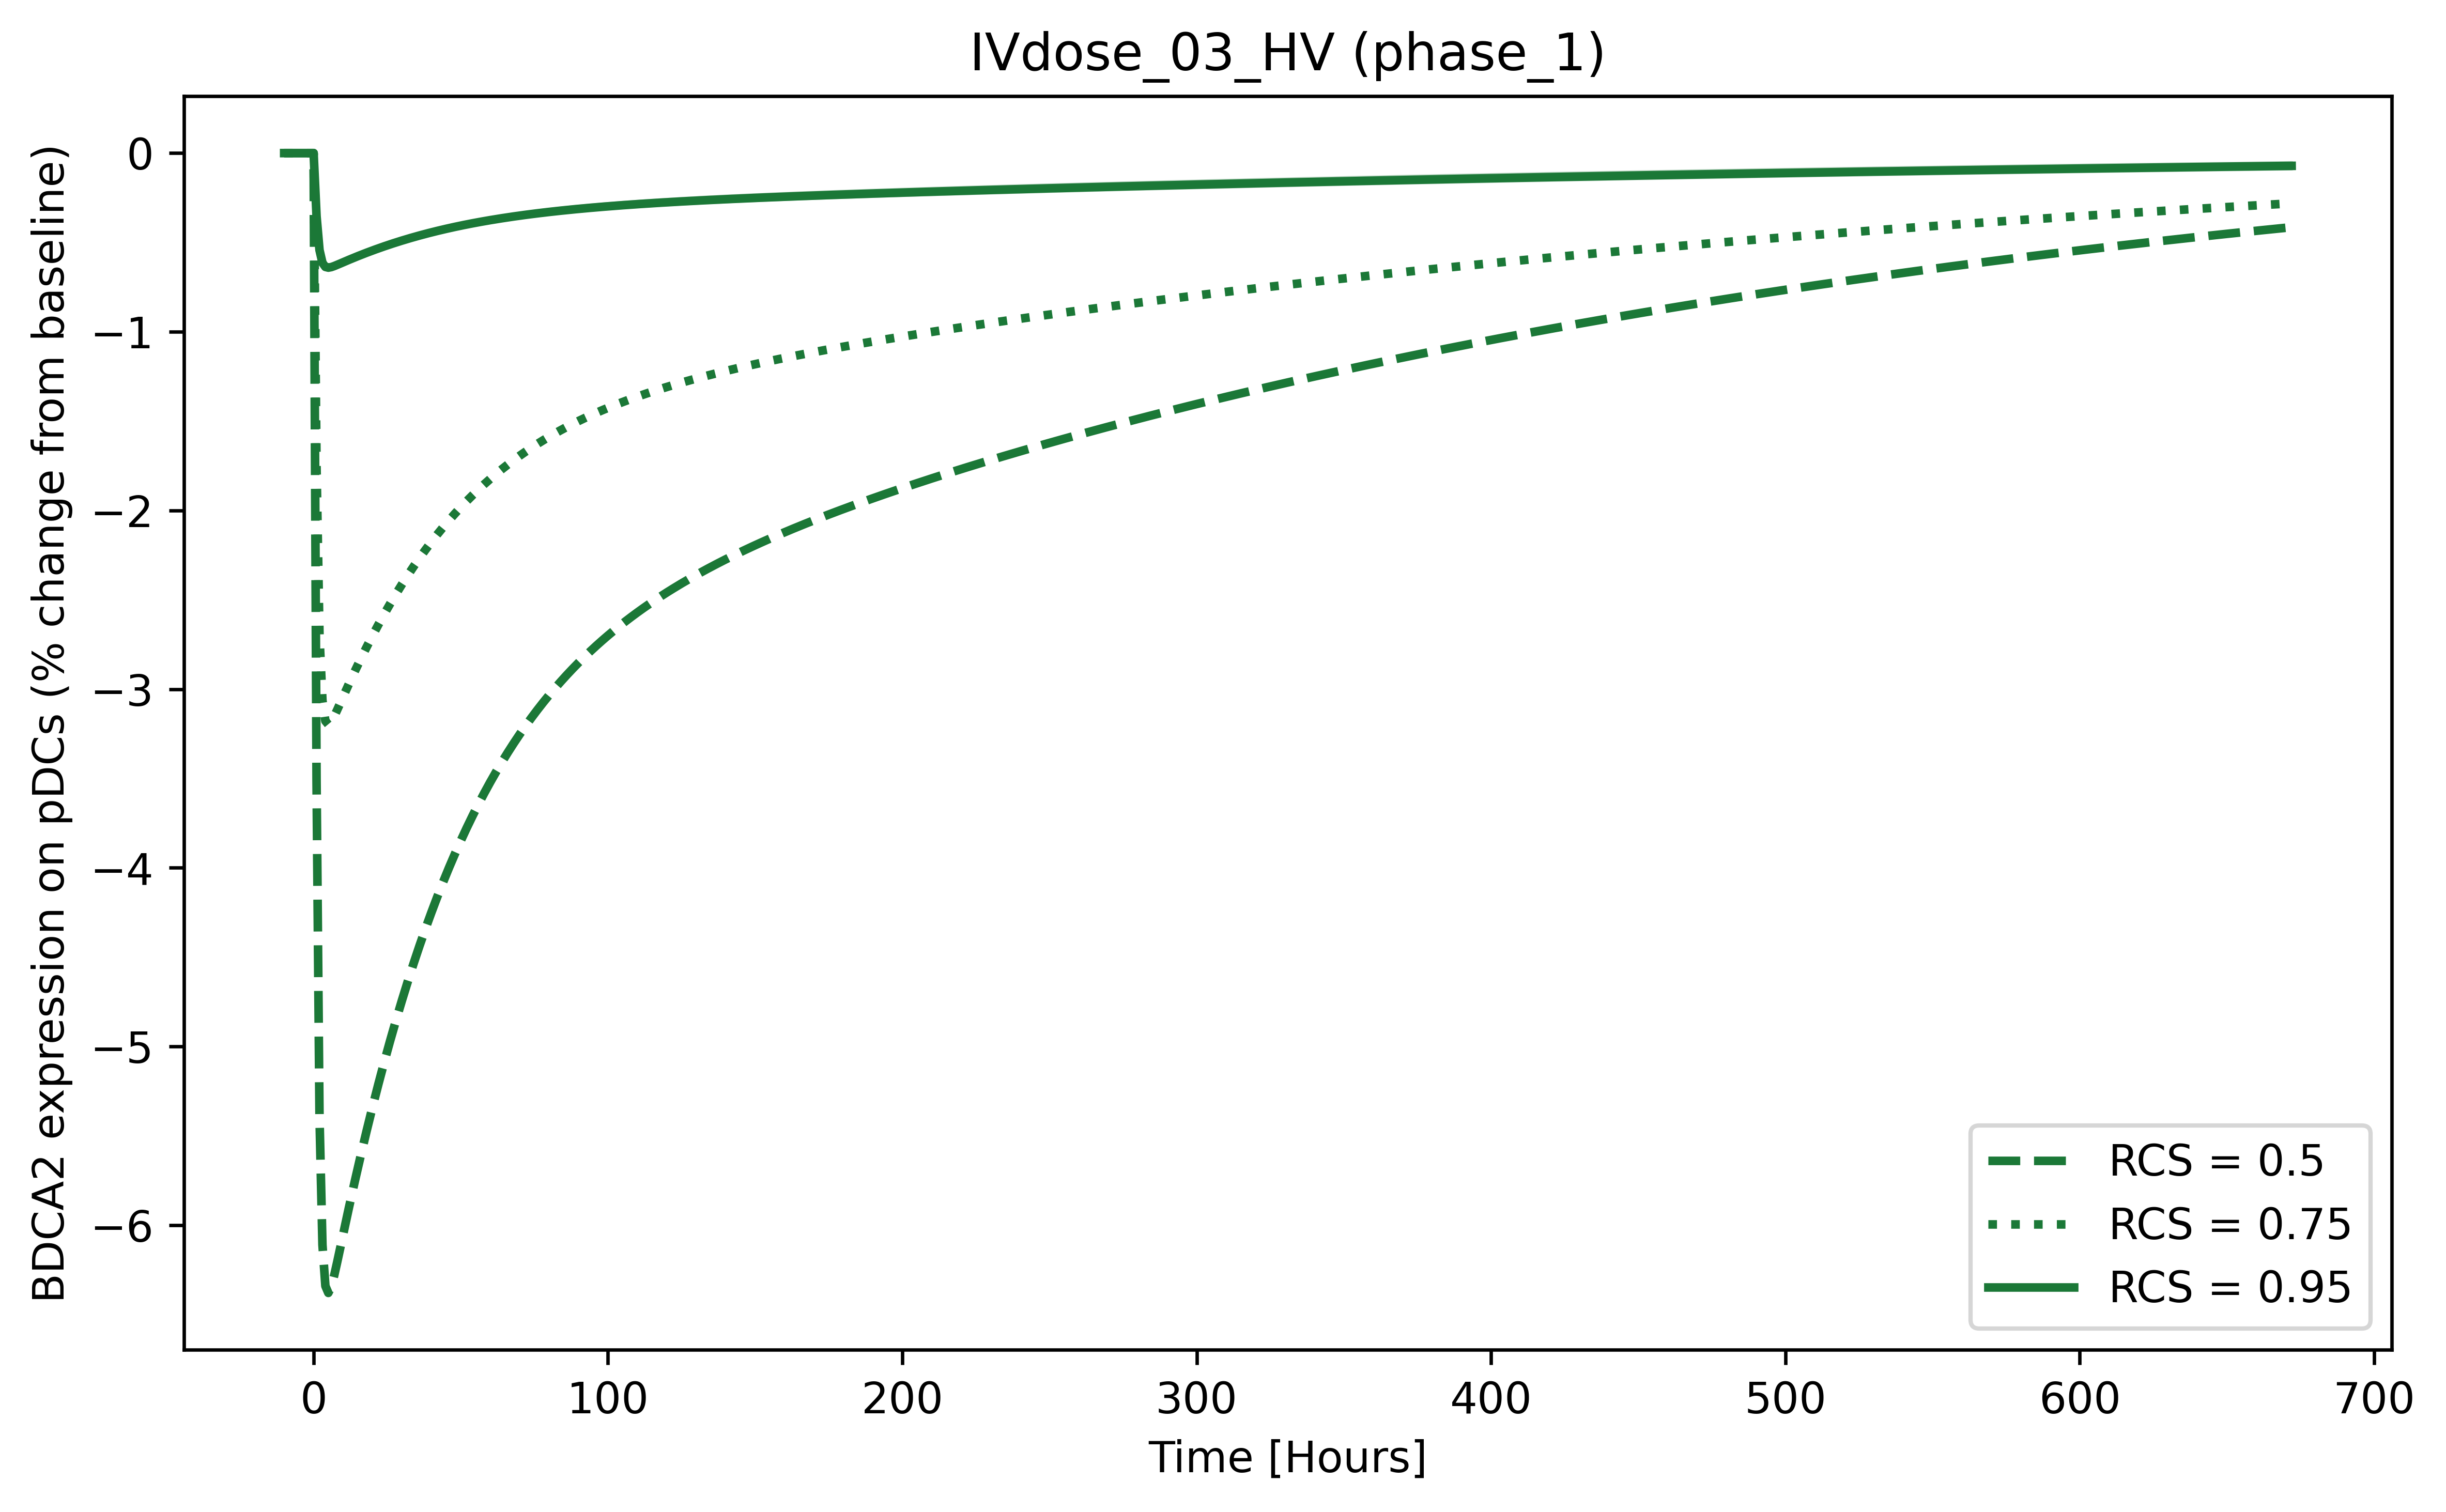 IVdose_03_HV (phase_1)
BDCA2 expression on pDCs (% change from baseline)
0
−1
−2
−3
−4
−5
−6
0 100 200 300 400 500 600 700
Time [Hours]
RCS = 0.5
RCS = 0.75
RCS = 0.95